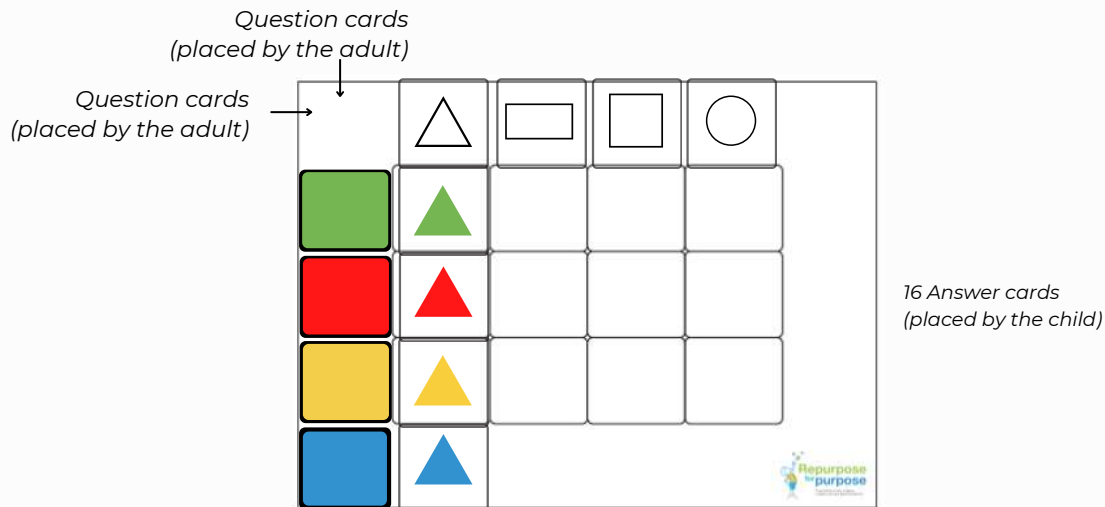 Question cards
(placed by the adult)
Question cards
(placed by the adult)
16 Answer cards
(placed by the child)
Repurpose
for purpose